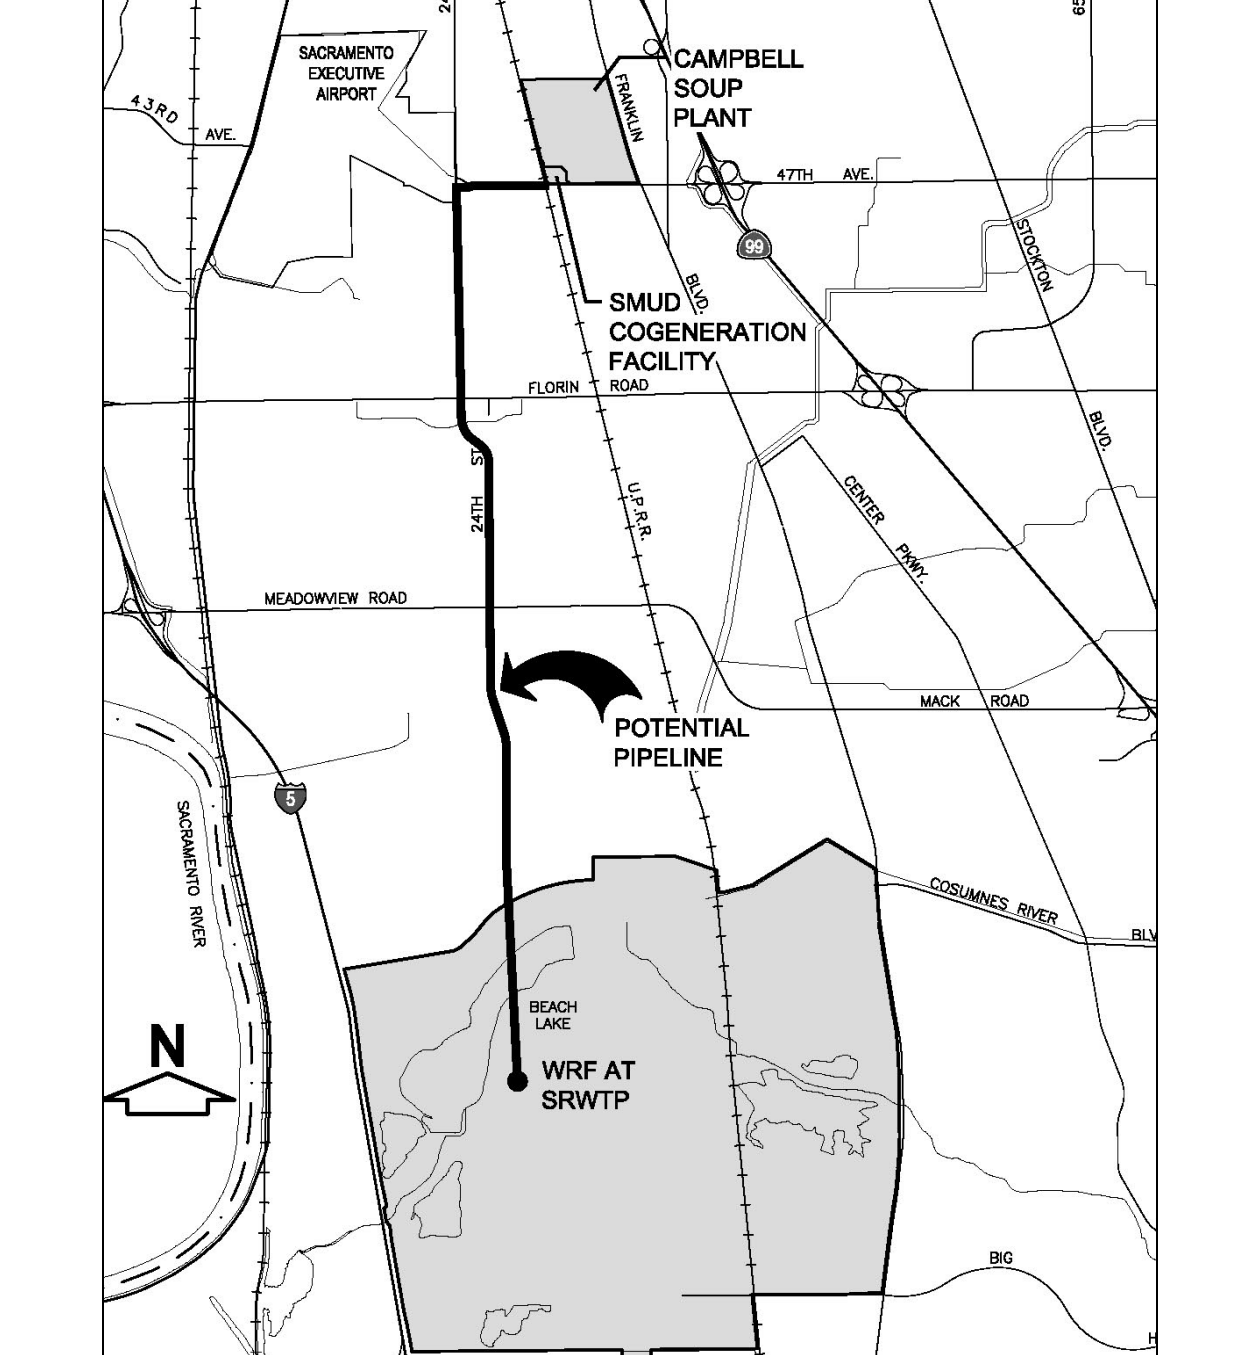 24
65
SACRAMENTO
EXECUTIVE
AIRPORT
CAMPBELL
SOUP
PLANT
FRANKLIN
43RD
AVE.
47TH AVE.
99
STOCKTON
BLVD.
SMUD
COGENERATION
FACILITY
FLORIN ROAD
BLVD.
24TH ST
U.P.R.R.
CENTER PKWY.
MEADOWVIEW ROAD
MACK ROAD
POTENTIAL
PIPELINE
5
SACRAMENTO RIVER
COSUMNES RIVER
BLV
BEACH
LAKE
N
WRF AT
SRWTP
BIG
H